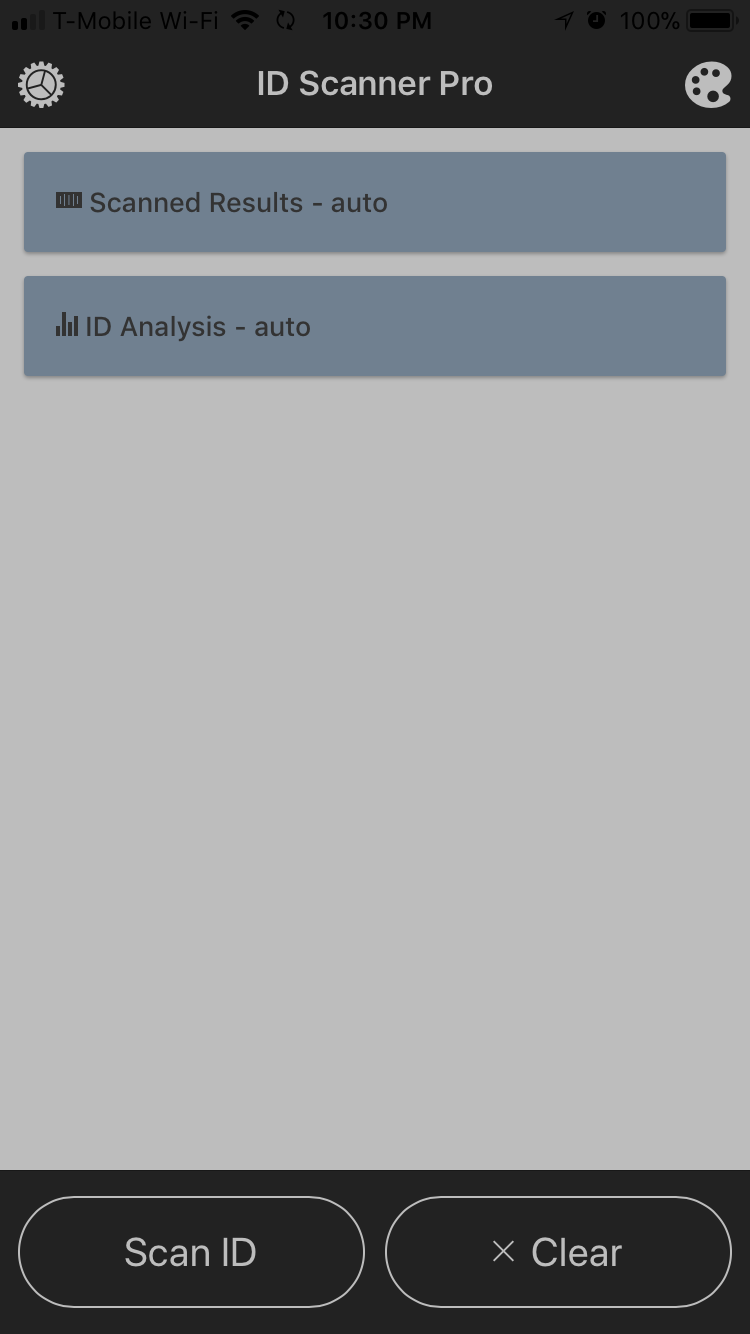 T-Mobile Wi-Fi 10:30 PM 100%
ID Scanner Pro
Scanned Results - auto
ID Analysis - auto
Scan ID
Clear